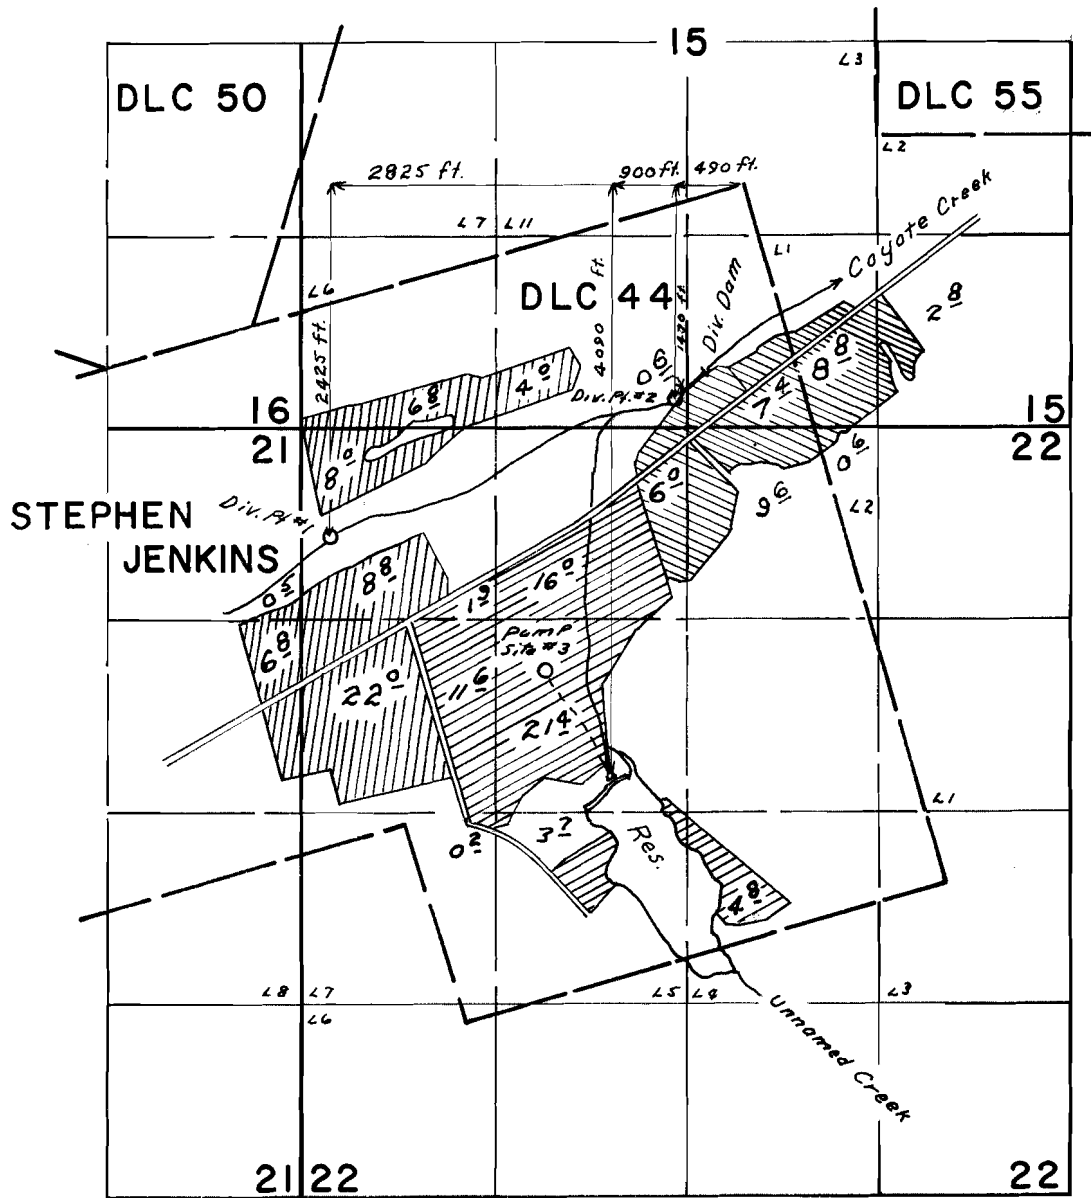 15
L3
DLC 50
DLC 55
L2
2825 ft.
900 ft.
490 ft.
L7 L11
L1
Coyote Creek
L6
DLC 44
2425 ft.
4090 ft
1420 ft
Div. Dam
2 8
0 6
8 8
7 4
4 0
6 8
Div. Pt. #2
16
15
21
22
8 0
6 0
0 6
9 6
L2
Div. Pt #1
STEPHEN
JENKINS
8 8
16 0
1 9
0 5
Pump
Site #3
6 8
22 0
11 6
21 4
L1
3 7
Res.
0 2
4 8
L8 L7
L5 L4
L3
L6
Unnamed Creek
21 22
22